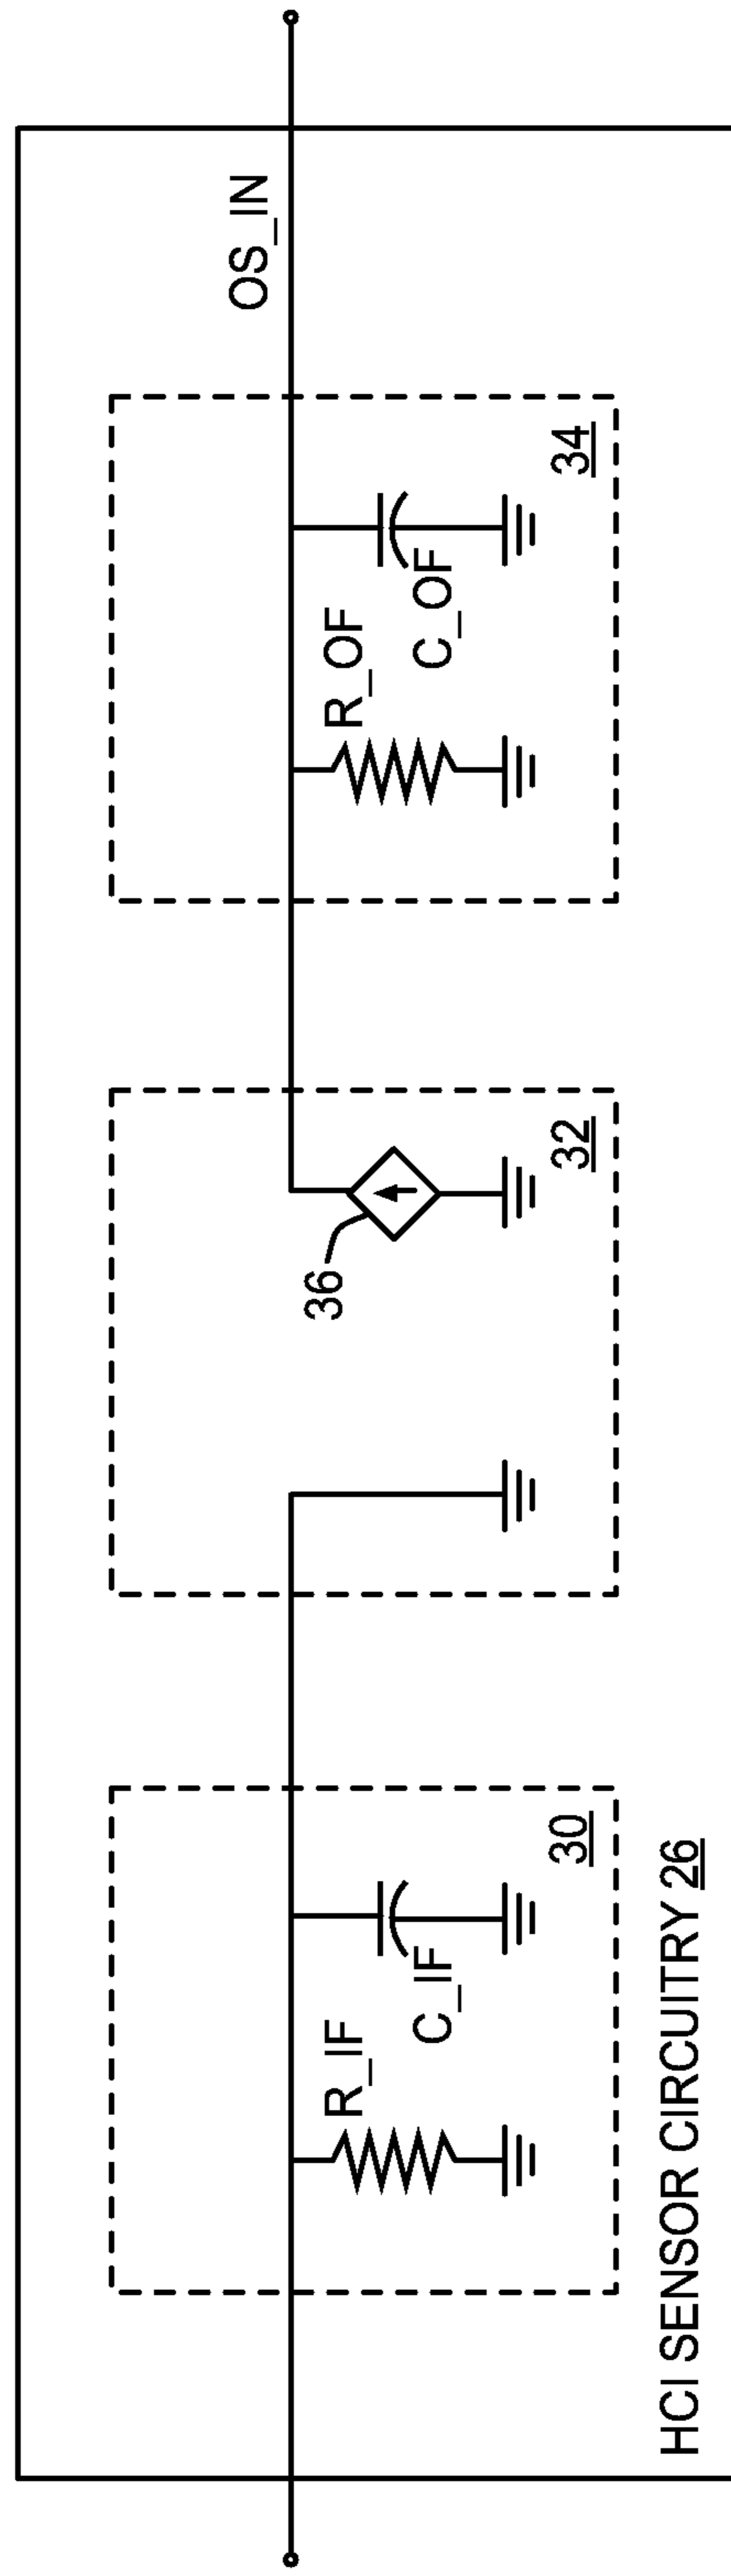 OS_IN
R_IF
C_IF
30
36
32
R_OF
C_OF
34
HCI SENSOR CIRCUITRY 26